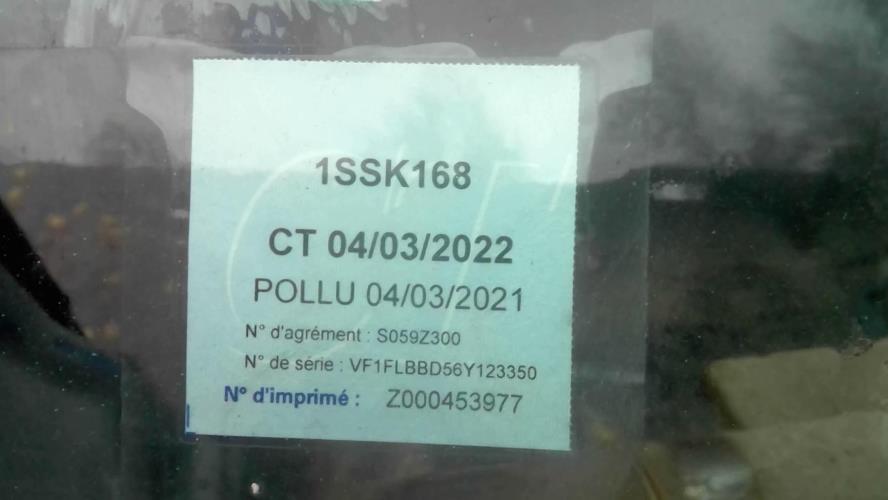 1SSK168
CT 04/03/2022
POLLU 04/03/2021
N° d'agrément : S059Z300
N° de série : VF1FLBBD56Y123350
N° d'imprimé : Z000453977